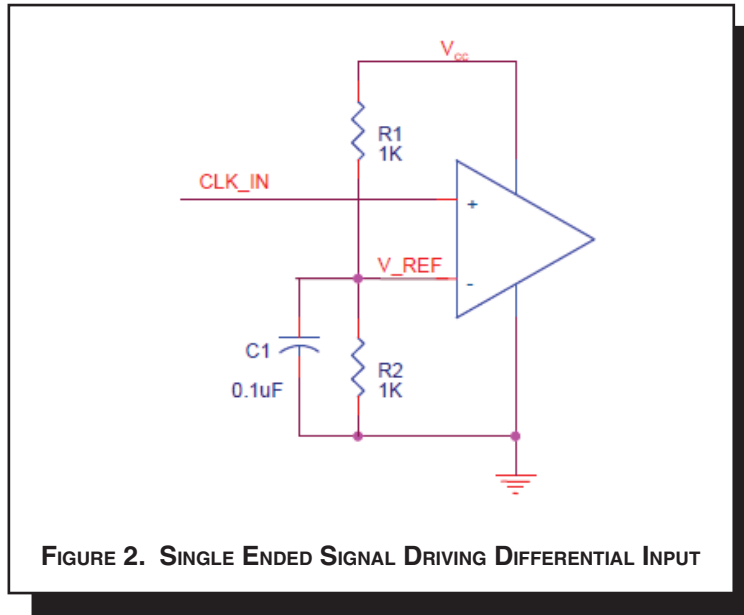 Vcc
R1
1K
CLK_IN
+
V_REF
-
C1
0.1uF
R2
1K
FIGURE 2. SINGLE ENDED SIGNAL DRIVING DIFFERENTIAL INPUT